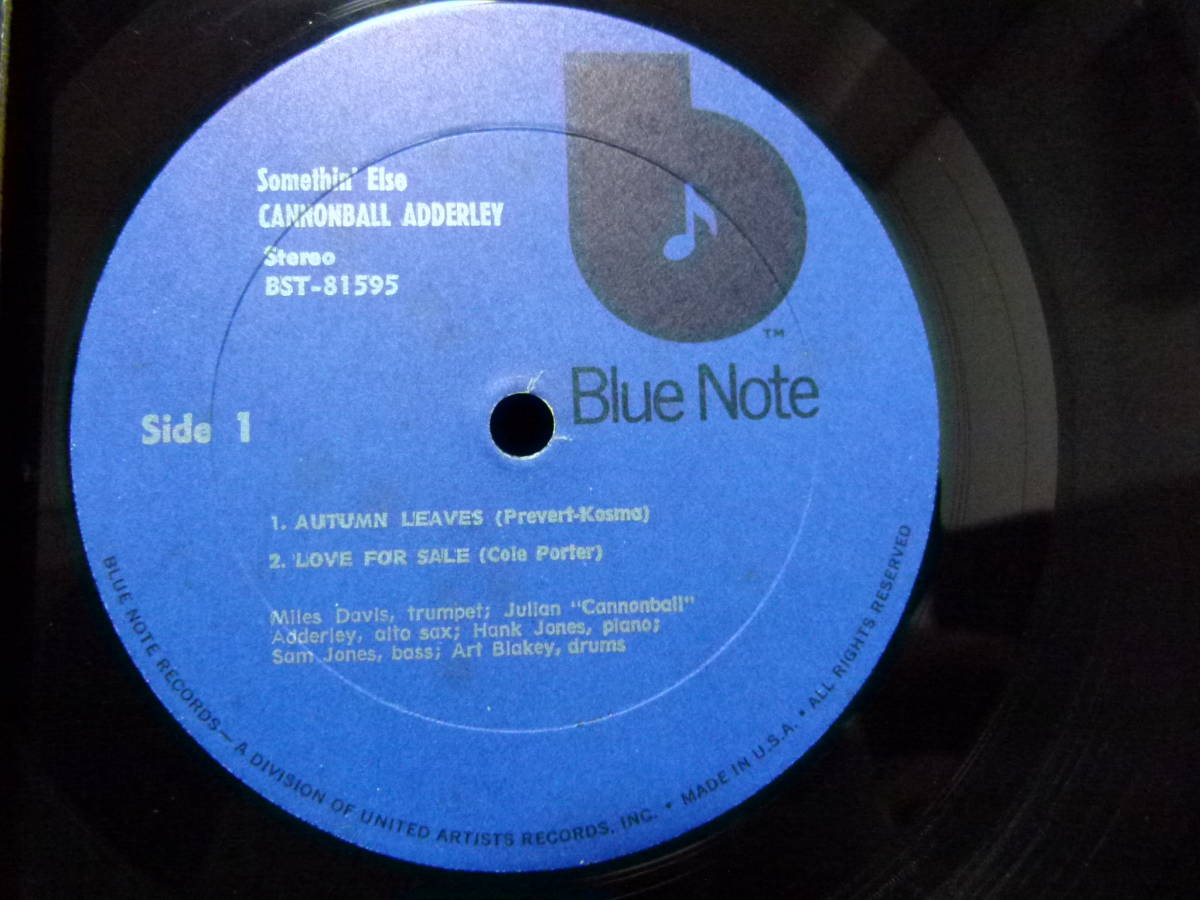 Somethin' Else
CANNONBALL ADDERLEY
Stereo
BST-81595
TM
Blue Note
Side 1
1. AUTUMN LEAVES (Prevert-Kosma)
2. LOVE FOR SALE (Cole Porter)
Miles Davis, trumpet; Julian "Cannonball"
Adderley, alto sax; Hank Jones, piano;
Sam Jones, bass; Art Blakey, drums
BLUE NOTE RECORDS — A DIVISION OF UNITED ARTISTS RECORDS, INC. • MADE IN U.S.A. • ALL RIGHTS RESERVED